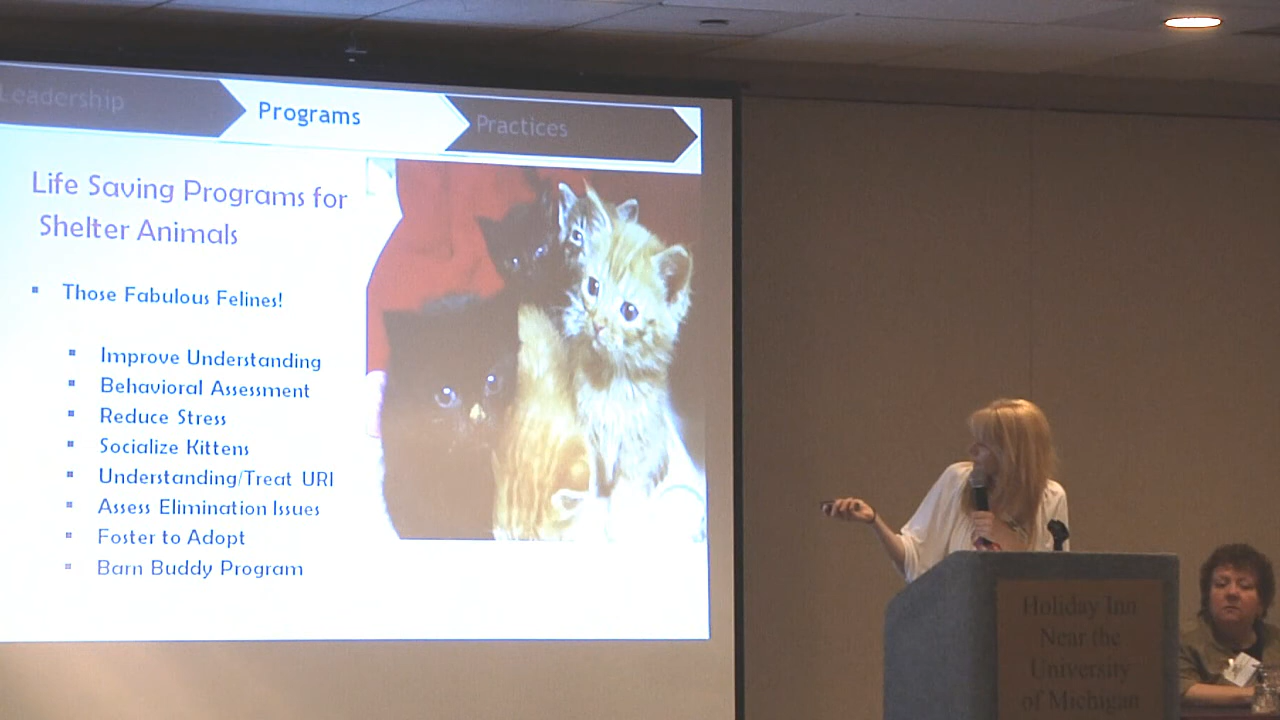 Leadership
Programs
Practices
Life Saving Programs for
Shelter Animals
Those Fabulous Felines!
Improve Understanding
Behavioral Assessment
Reduce Stress
Socialize Kittens
Understanding/Treat URI
Assess Elimination Issues
Foster to Adopt
Barn Buddy Program
Holiday Inn
Near the
University
of Michigan